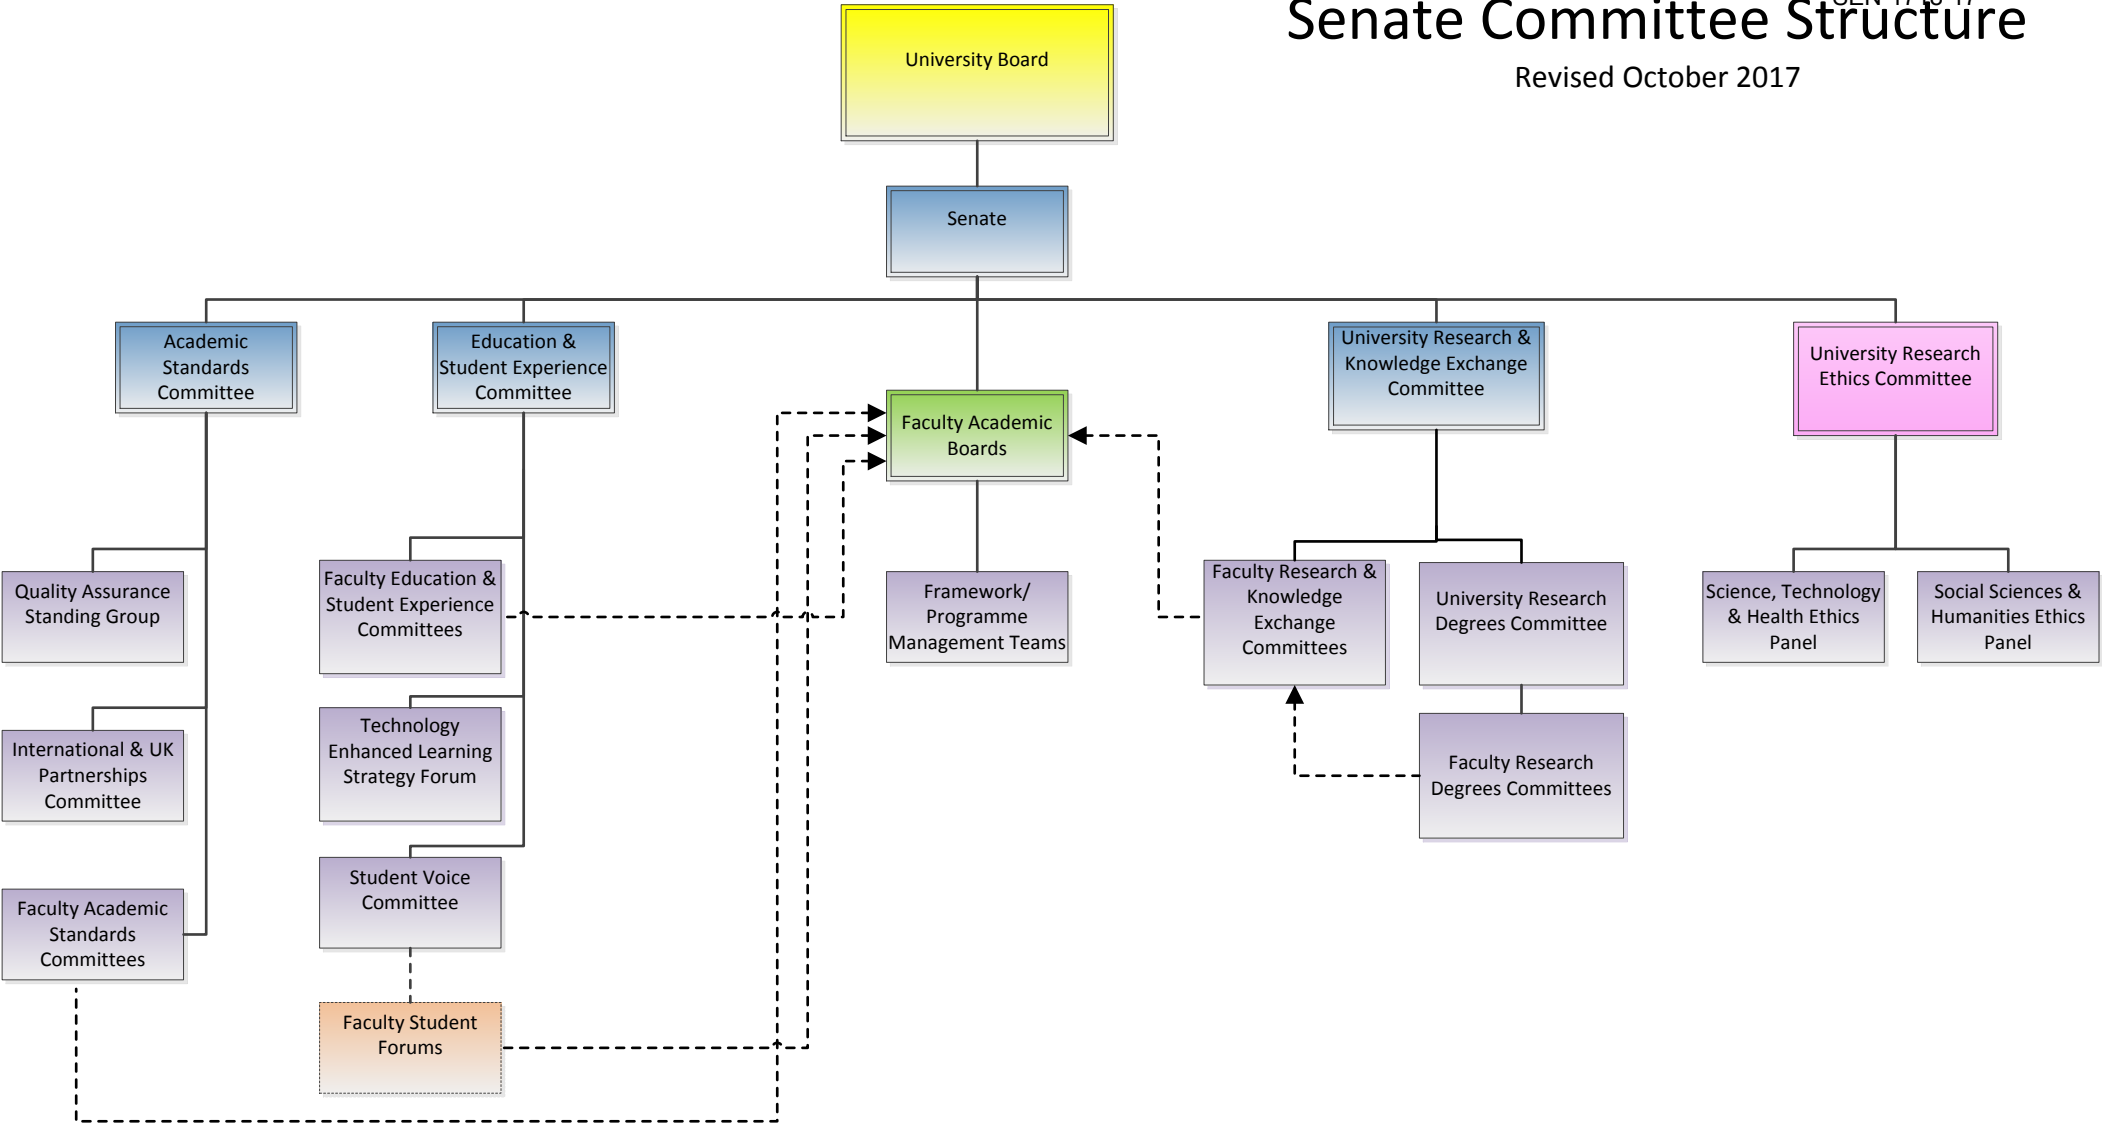 Senate Committee Structure
Revised October 2017
University Board
Senate
Academic
Standards
Committee
Education &
Student Experience
Committee
Faculty Academic
Boards
University Research &
Knowledge Exchange
Committee
University Research
Ethics Committee
Quality Assurance
Standing Group
Faculty Education &
Student Experience
Committees
Framework/
Programme
Management Teams
Faculty Research &
Knowledge
Exchange
Committees
University Research
Degrees Committee
Science, Technology
& Health Ethics
Panel
Social Sciences &
Humanities Ethics
Panel
International & UK
Partnerships
Committee
Technology
Enhanced Learning
Strategy Forum
Faculty Research
Degrees Committees
Faculty Academic
Standards
Committees
Student Voice
Committee
Faculty Student
Forums